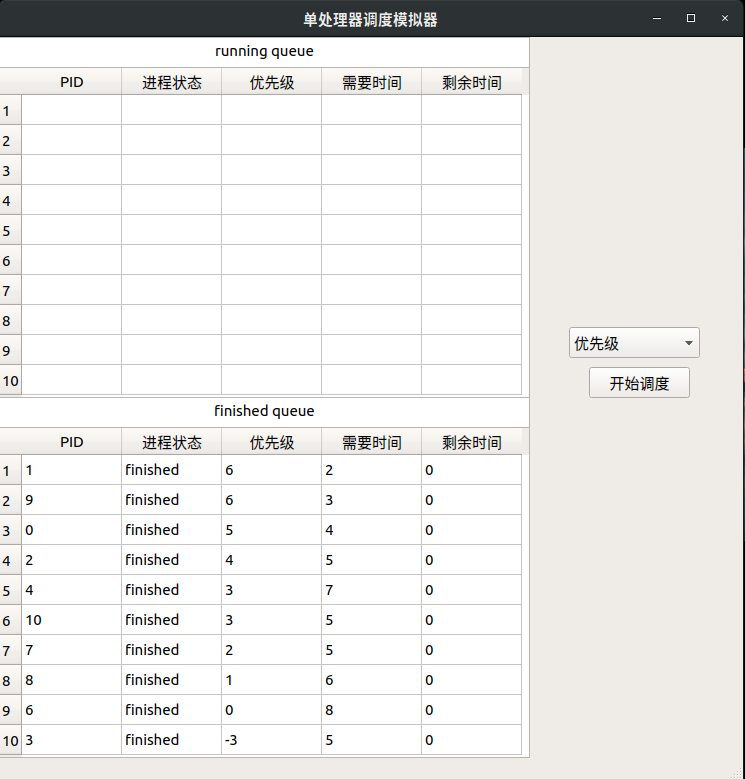 单处理器调度模拟器
running queue
PID 进程状态 优先级 需要时间 剩余时间
1
2
3
4
5
6
7
8
9
10
finished queue
PID 进程状态 优先级 需要时间 剩余时间
1 1 finished 6 2 0
2 9 finished 6 3 0
3 0 finished 5 4 0
4 2 finished 4 5 0
5 4 finished 3 7 0
6 10 finished 3 5 0
7 7 finished 2 5 0
8 8 finished 1 6 0
9 6 finished 0 8 0
10 3 finished -3 5 0
优先级
开始调度